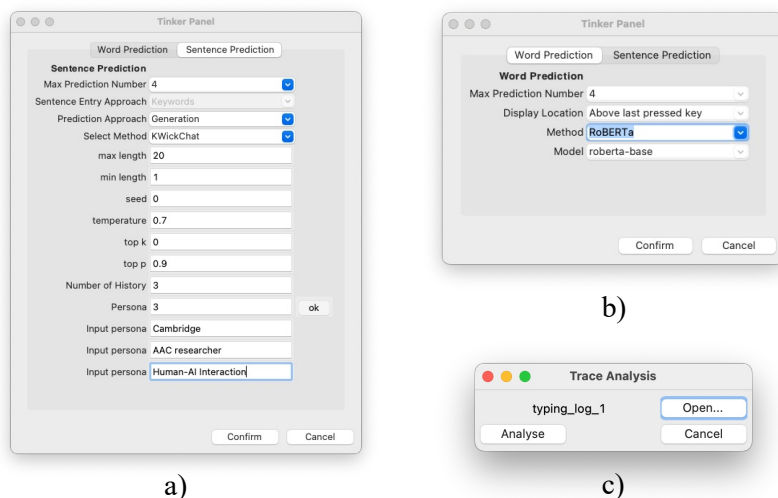 Tinker Panel
Word Prediction Sentence Prediction
Sentence Prediction
Max Prediction Number 4
Sentence Entry Approach Keywords
Prediction Approach Generation
Select Method KWickChat
max length 20
min length 1
seed 0
temperature 0.7
top k 0
top p 0.9
Number of History 3
Persona 3 ok
Input persona Cambridge
Input persona AAC researcher
Input persona Human-AI Interaction
Confirm Cancel
a)
Tinker Panel
Word Prediction Sentence Prediction
Word Prediction
Max Prediction Number 4
Display Location Above last pressed key
Method RoBERTa
Model roberta-base
Confirm Cancel
b)
Trace Analysis
typing_log_1 Open...
Analyse Cancel
c)